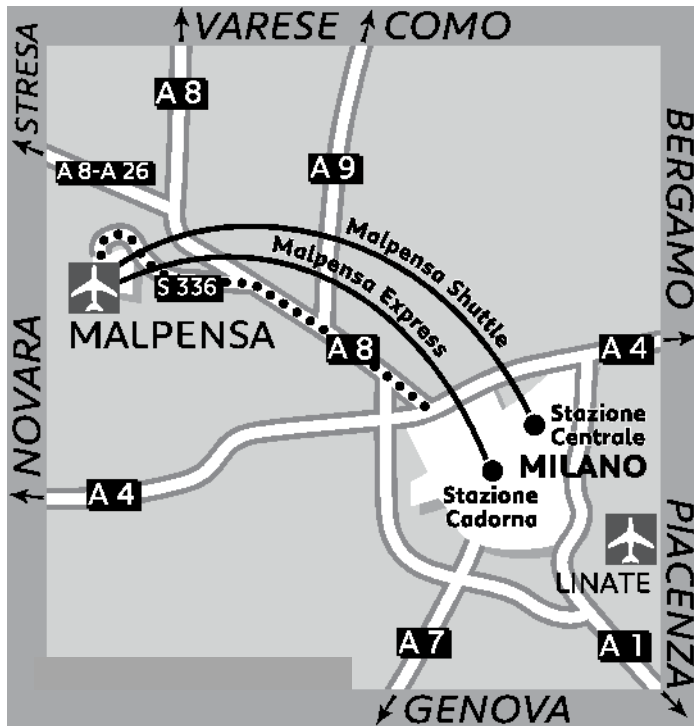 VARESE
COMO
STRESA
A 8
A 9
A 8-A 26
BERGAMO
Malpensa Shuttle
Malpensa Express
S 336
MALPENSA
A 8
A 4
NOVARA
Stazione
Centrale
MILANO
A 4
Stazione
Cadorna
LINATE
PIACENZA
A 7
A 1
GENOVA